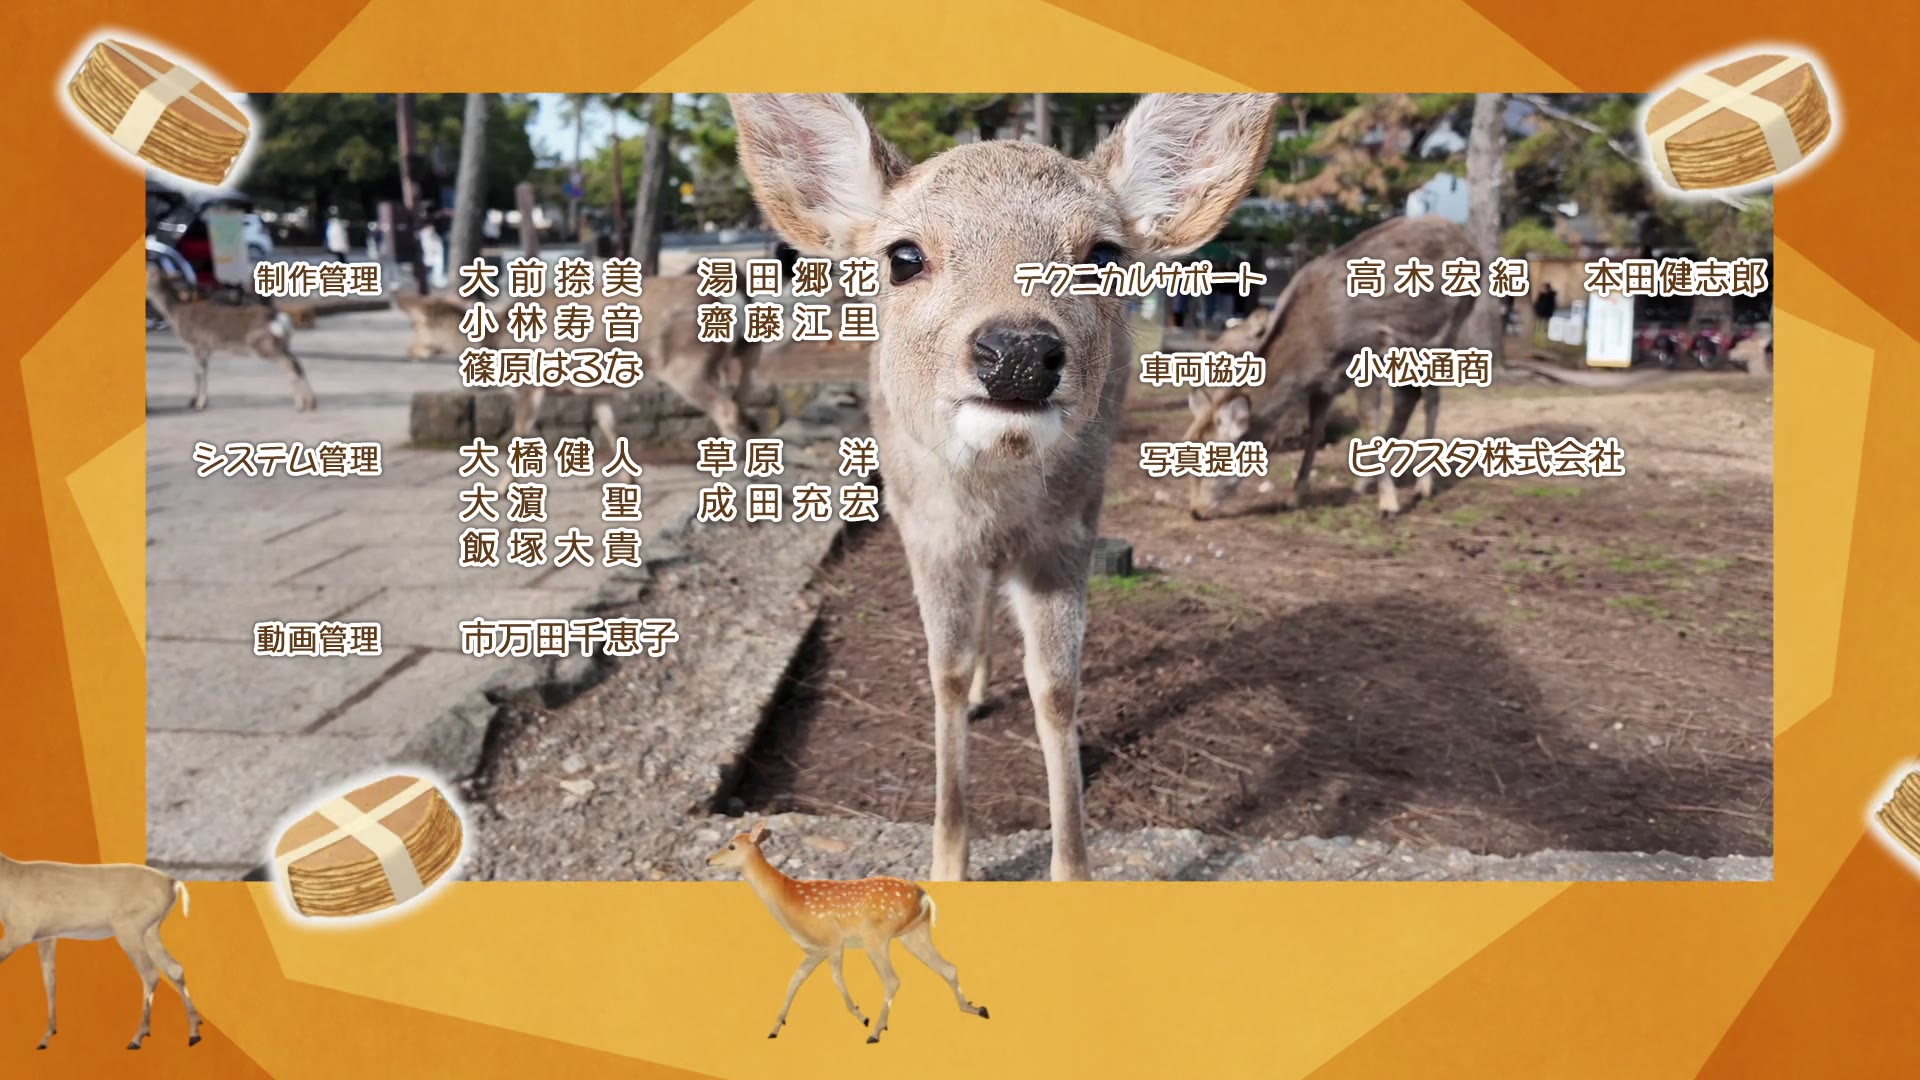 制作管理 大前捺美 湯田郷花
小林寿音 齋藤江里
篠原はるな
システム管理 大橋健人 草原洋
大濵聖 成田充宏
飯塚大貴
動画管理 市万田千恵子
テクニカルサポート 高木宏紀 本田健志郎
車両協力 小松通商
写真提供 ピクスタ株式会社